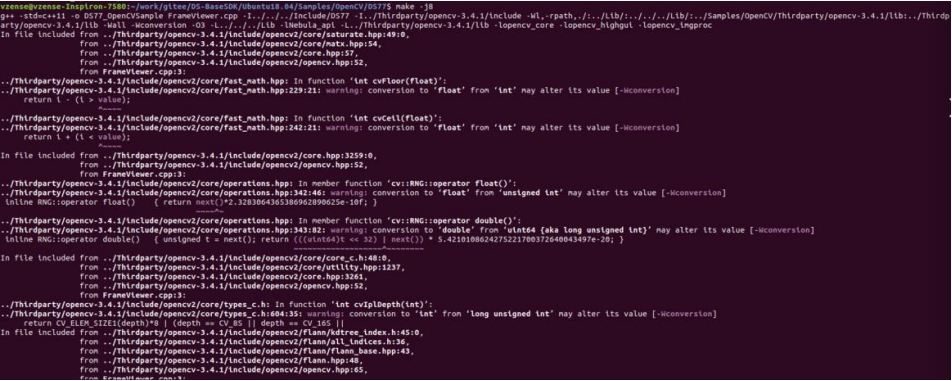 vzense@vzense-Inspiron-7580:~/work/gitee/DS-BaseSDK/Ubuntu18.04/Samples/OpenCV/DS77$ make -j8
g++ -std=c++11 -o DS77_OpenCVSample FrameViewer.cpp -I../../../Include/DS77 -I../Thirdparty/opencv-3.4.1/include -Wl,-rpath,./:../Lib/:../../../Lib/:../Samples/OpenCV/Thirdparty/opencv-3.4.1/lib:../Thirdp
arty/opencv-3.4.1/lib -Wall -Wconversion -O3 -L../../../Lib -lNebula_api -L../Thirdparty/opencv-3.4.1/lib -lopencv_core -lopencv_highgui -lopencv_imgproc
In file included from ../Thirdparty/opencv-3.4.1/include/opencv2/core/saturate.hpp:49:0,
from ../Thirdparty/opencv-3.4.1/include/opencv2/core/matx.hpp:54,
from ../Thirdparty/opencv-3.4.1/include/opencv2/core.hpp:57,
from ../Thirdparty/opencv-3.4.1/include/opencv2/opencv.hpp:52,
from FrameViewer.cpp:3:
../Thirdparty/opencv-3.4.1/include/opencv2/core/fast_math.hpp: In function ‘int cvFloor(float)’:
../Thirdparty/opencv-3.4.1/include/opencv2/core/fast_math.hpp:229:21: warning: conversion to ‘float’ from ‘int’ may alter its value [-Wconversion]
return i - (i > value);
^~~~~
../Thirdparty/opencv-3.4.1/include/opencv2/core/fast_math.hpp: In function ‘int cvCeil(float)’:
../Thirdparty/opencv-3.4.1/include/opencv2/core/fast_math.hpp:242:21: warning: conversion to ‘float’ from ‘int’ may alter its value [-Wconversion]
return i + (i < value);
^~~~~
In file included from ../Thirdparty/opencv-3.4.1/include/opencv2/core.hpp:3259:0,
from ../Thirdparty/opencv-3.4.1/include/opencv2/opencv.hpp:52,
from FrameViewer.cpp:3:
../Thirdparty/opencv-3.4.1/include/opencv2/core/operations.hpp: In member function ‘cv::RNG::operator float()’:
../Thirdparty/opencv-3.4.1/include/opencv2/core/operations.hpp:342:46: warning: conversion to ‘float’ from ‘unsigned int’ may alter its value [-Wconversion]
inline RNG::operator float() { return next()*2.3283064365386962890625e-10f; }
~~~~^~
../Thirdparty/opencv-3.4.1/include/opencv2/core/operations.hpp: In member function ‘cv::RNG::operator double()’:
../Thirdparty/opencv-3.4.1/include/opencv2/core/operations.hpp:343:82: warning: conversion to ‘double’ from ‘uint64 {aka long unsigned int}’ may alter its value [-Wconversion]
inline RNG::operator double() { unsigned t = next(); return (((uint64)t << 32) | next()) * 5.4210108624275221700372640043497e-20; }
~~~~~~~~~~~~~~~~~~~~~^~~~~~~~~
In file included from ../Thirdparty/opencv-3.4.1/include/opencv2/core/core_c.h:48:0,
from ../Thirdparty/opencv-3.4.1/include/opencv2/core/utility.hpp:1237,
from ../Thirdparty/opencv-3.4.1/include/opencv2/core.hpp:3261,
from ../Thirdparty/opencv-3.4.1/include/opencv2/opencv.hpp:52,
from FrameViewer.cpp:3:
../Thirdparty/opencv-3.4.1/include/opencv2/core/types_c.h: In function ‘int cvIplDepth(int)’:
../Thirdparty/opencv-3.4.1/include/opencv2/core/types_c.h:604:35: warning: conversion to ‘int’ from ‘long unsigned int’ may alter its value [-Wconversion]
return CV_ELEM_SIZE1(depth)*8 | (depth == CV_8S || depth == CV_16S ||
In file included from ../Thirdparty/opencv-3.4.1/include/opencv2/flann/kdtree_index.h:45:0,
from ../Thirdparty/opencv-3.4.1/include/opencv2/flann/all_indices.h:36,
from ../Thirdparty/opencv-3.4.1/include/opencv2/flann/flann_base.hpp:43,
from ../Thirdparty/opencv-3.4.1/include/opencv2/flann.hpp:48,
from ../Thirdparty/opencv-3.4.1/include/opencv2/opencv.hpp:65,
from FrameViewer.cpp:3: